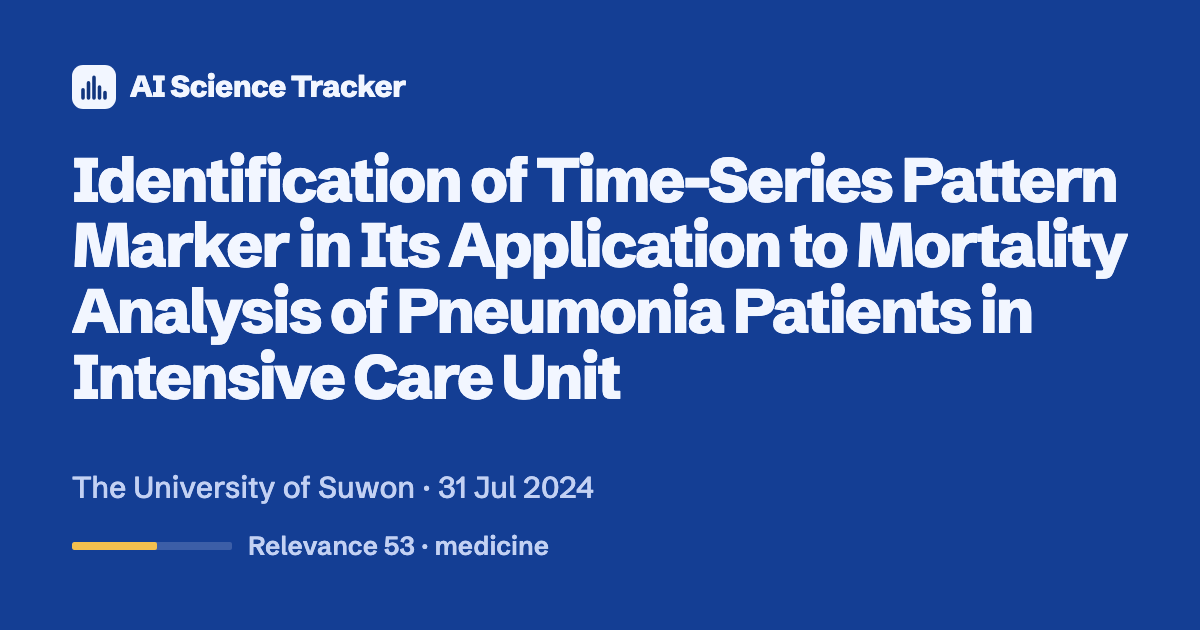 AI Science Tracker
Identification of Time-Series Pattern
Marker in Its Application to Mortality
Analysis of Pneumonia Patients in
Intensive Care Unit
The University of Suwon · 31 Jul 2024
Relevance 53 · medicine